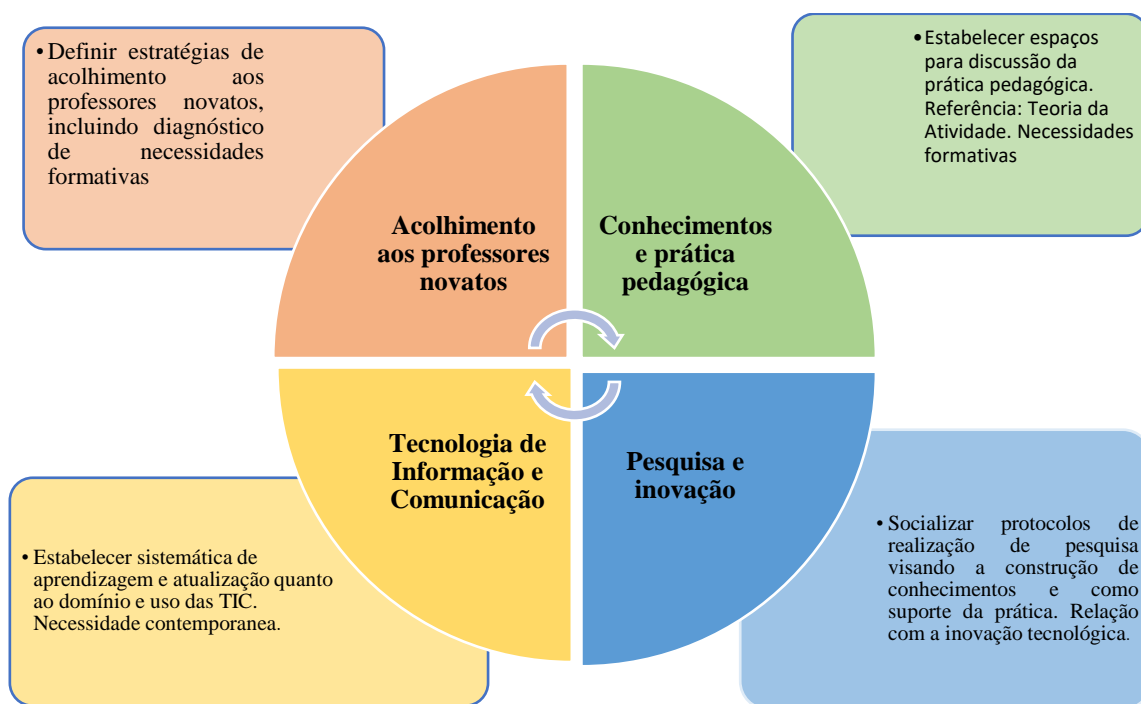 • Definir estratégias de
acolhimento aos
professores novatos,
incluindo diagnóstico
de necessidades
formativas
• Estabelecer espaços
para discussão da
prática pedagógica.
Referência: Teoria da
Atividade. Necessidades
formativas
Acolhimento
aos professores
novatos
Conhecimentos
e prática
pedagógica
Tecnologia de
Informação e
Comunicação
Pesquisa e
inovação
• Estabelecer sistemática de
aprendizagem e atualização quanto
ao domínio e uso das TIC.
Necessidade contemporanea.
• Socializar protocolos de
realização de pesquisa
visando a construção de
conhecimentos e como
suporte da prática. Relação
com a inovação tecnológica.